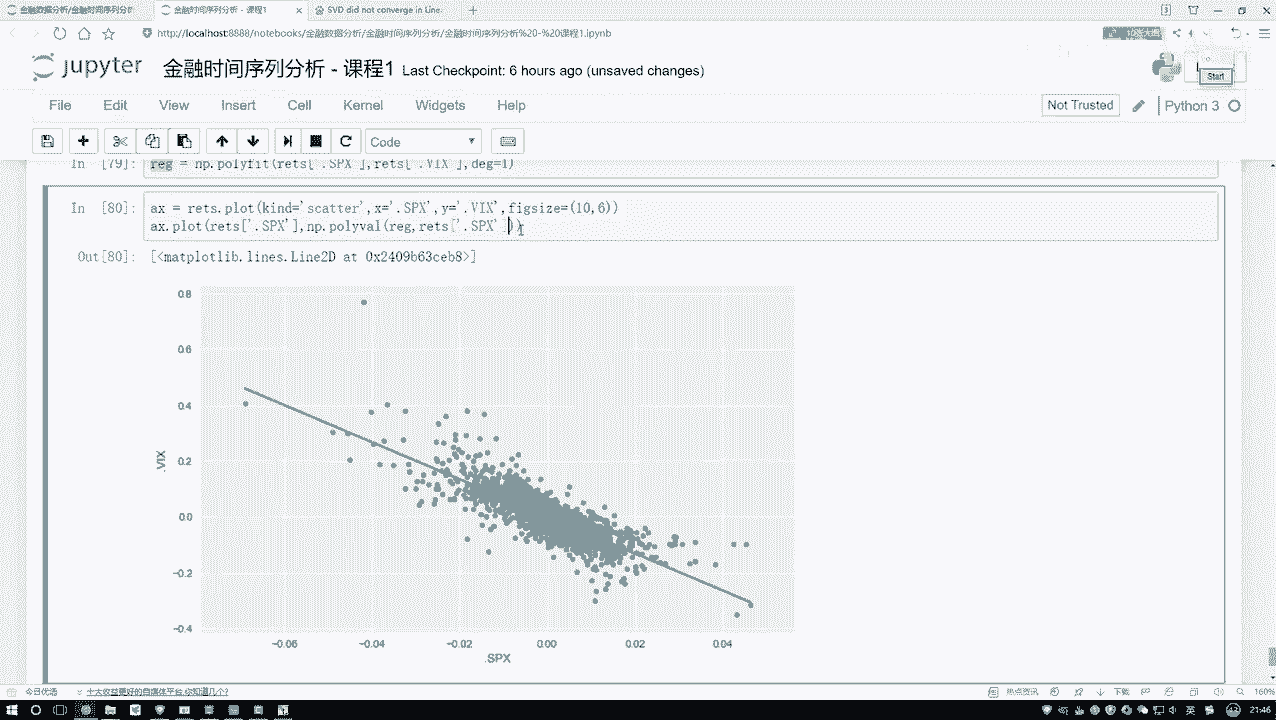 金融数据分析/金融时间序列分
金融时间序列分析 - 课程1
SVD did not converge in Line
http://localhost:8888/notebooks/金融数据分析/金融时间序列分析/金融时间序列分析%20-%20课程1.ipynb
jupyter 金融时间序列分析 - 课程1 Last Checkpoint: 6 hours ago (unsaved changes)
Start
File Edit View Insert Cell Kernel Widgets Help
Not Trusted
Python 3
Code
In [79]: reg = np.polyfit(rets['.SPX'],rets['.VIX'],deg=1)
In [80]: ax = rets.plot(kind='scatter',x='.SPX',y='.VIX',figsize=(10,6))
ax.plot(rets['.SPX'],np.polyval(reg,rets['.SPX']))
Out[80]: [<matplotlib.lines.Line2D at 0x2409b63ceb8>]
0.8
0.6
0.4
0.2
0.0
−0.2
−0.4
.VIX
−0.06 −0.04 −0.02 0.00 0.02 0.04
.SPX
今日优选
十大收益更好的自媒体平台,你知道几个?
热点资讯
下载
160%
英
21:46